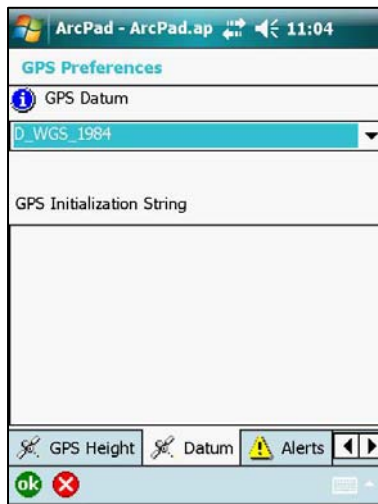 ArcPad - ArcPad.ap 11:04
GPS Preferences
GPS Datum
D_WGS_1984
GPS Initialization String
GPS Height Datum Alerts
ok